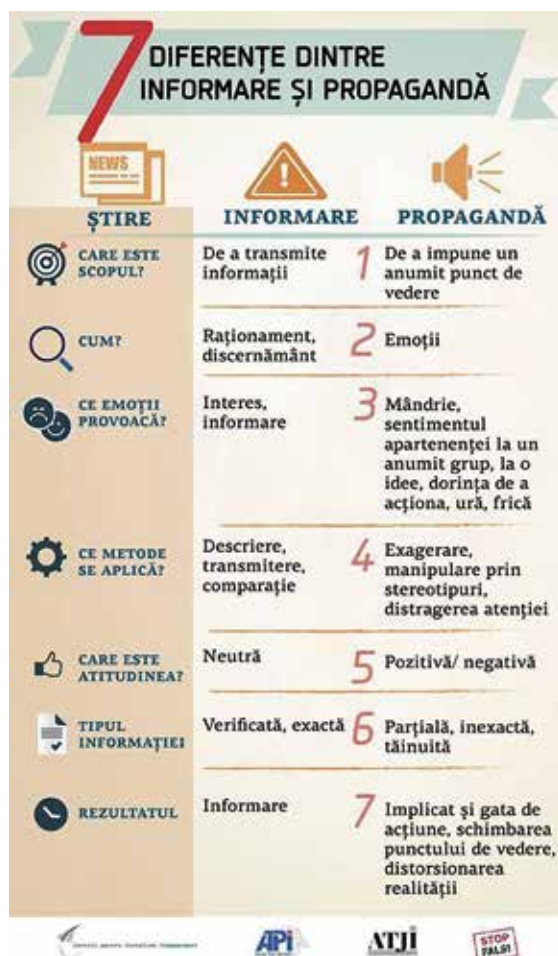 7 DIFERENȚE DINTRE
INFORMARE ȘI PROPAGANDĂ
NEWS
ȘTIRE
INFORMARE
PROPAGANDĂ
CARE ESTE
SCOPUL?
De a transmite
informații
1
De a impune un
anumit punct de
vedere
CUM?
Raționament,
discernământ
2
Emoții
CE EMOȚII
PROVOACĂ?
Interes,
informare
3
Mândrie,
sentimentul
apartenenței la un
anumit grup, la o
idee, dorința de a
acționa, ură, frică
CE METODE
SE APLICĂ?
Descriere,
transmitere,
comparație
4
Exagerare,
manipulare prin
stereotipuri,
distragerea atenției
CARE ESTE
ATITUDINEA?
Neutră
5
Pozitivă/ negativă
TIPUL
INFORMAȚIEI
Verificată, exactă
6
Parțială, inexactă,
tăinuită
REZULTATUL
Informare
7
Implicat și gata de
acțiune, schimbarea
punctului de vedere,
distorsionarea
realității
API
ATJI
STOP
FALS!